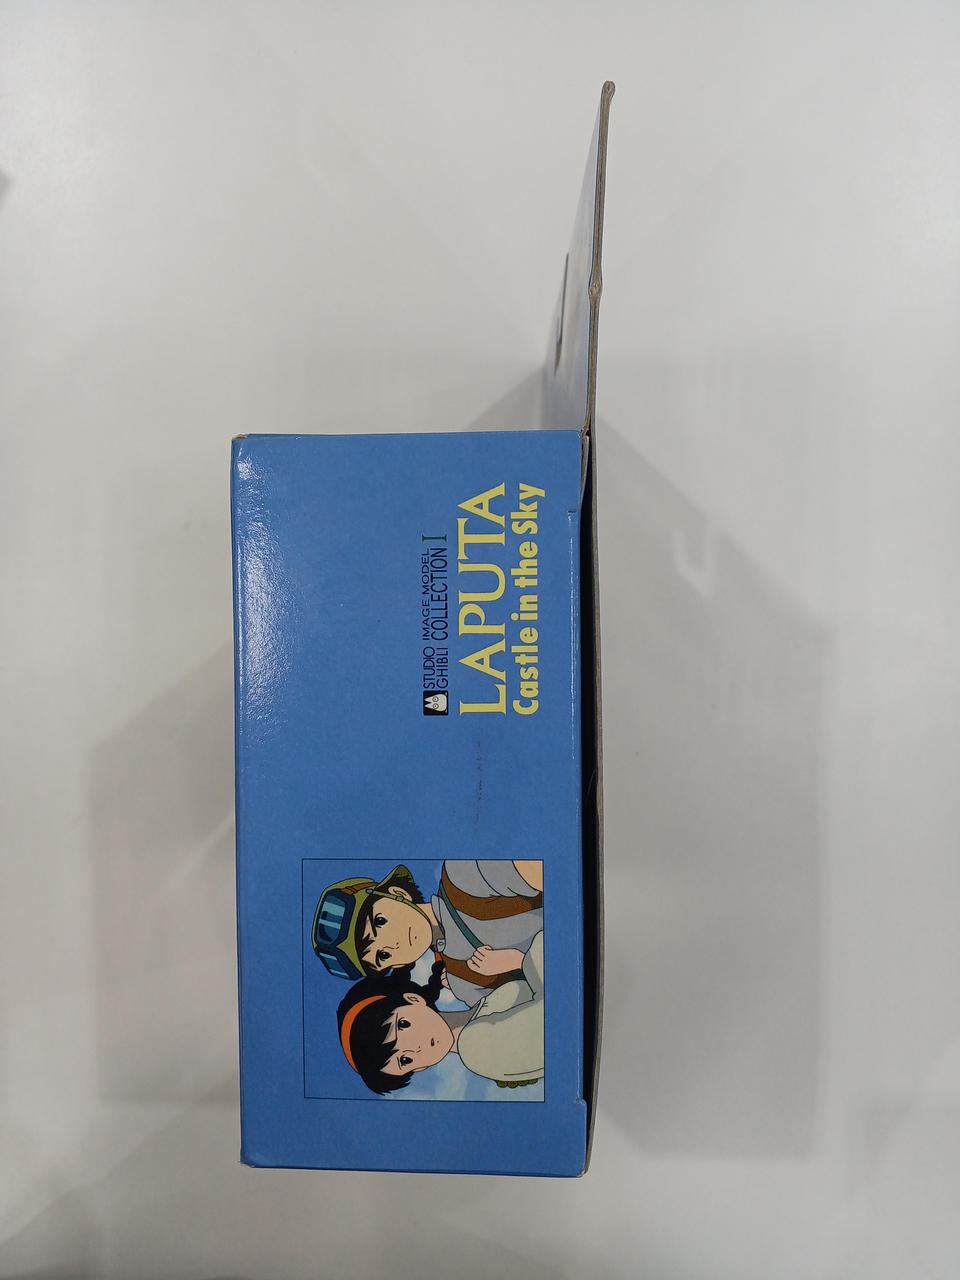 STUDIO GHIBLI IMAGE MODEL COLLECTION I
LAPUTA
Castle in the Sky